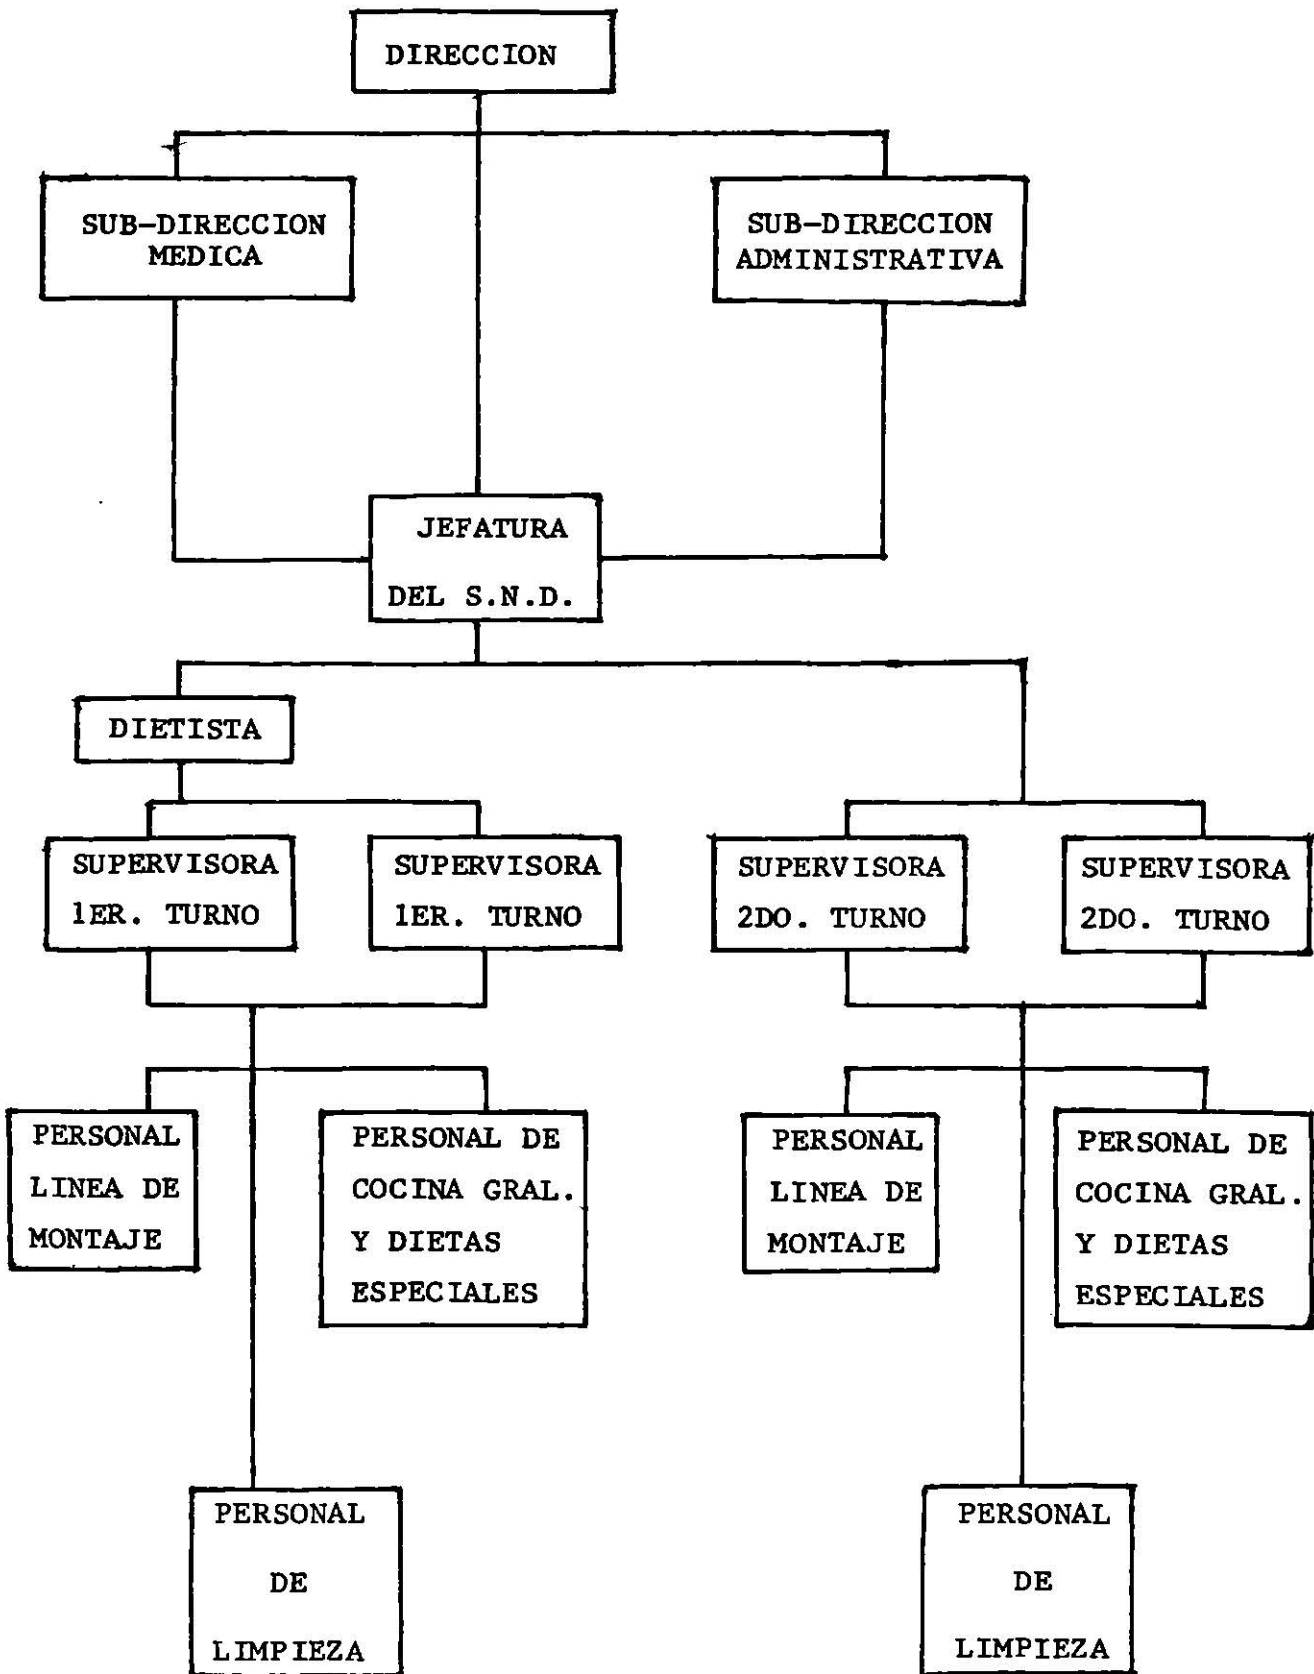 DIRECCION
SUB-DIRECCION
MEDICA
SUB-DIRECCION
ADMINISTRATIVA
JEFATURA
DEL S.N.D.
DIETISTA
SUPERVISORA
1ER. TURNO
SUPERVISORA
1ER. TURNO
SUPERVISORA
2DO. TURNO
SUPERVISORA
2DO. TURNO
PERSONAL
LINEA DE
MONTAJE
PERSONAL DE
COCINA GRAL.
Y DIETAS
ESPECIALES
PERSONAL
LINEA DE
MONTAJE
PERSONAL DE
COCINA GRAL.
Y DIETAS
ESPECIALES
PERSONAL
DE
LIMPIEZA
PERSONAL
DE
LIMPIEZA